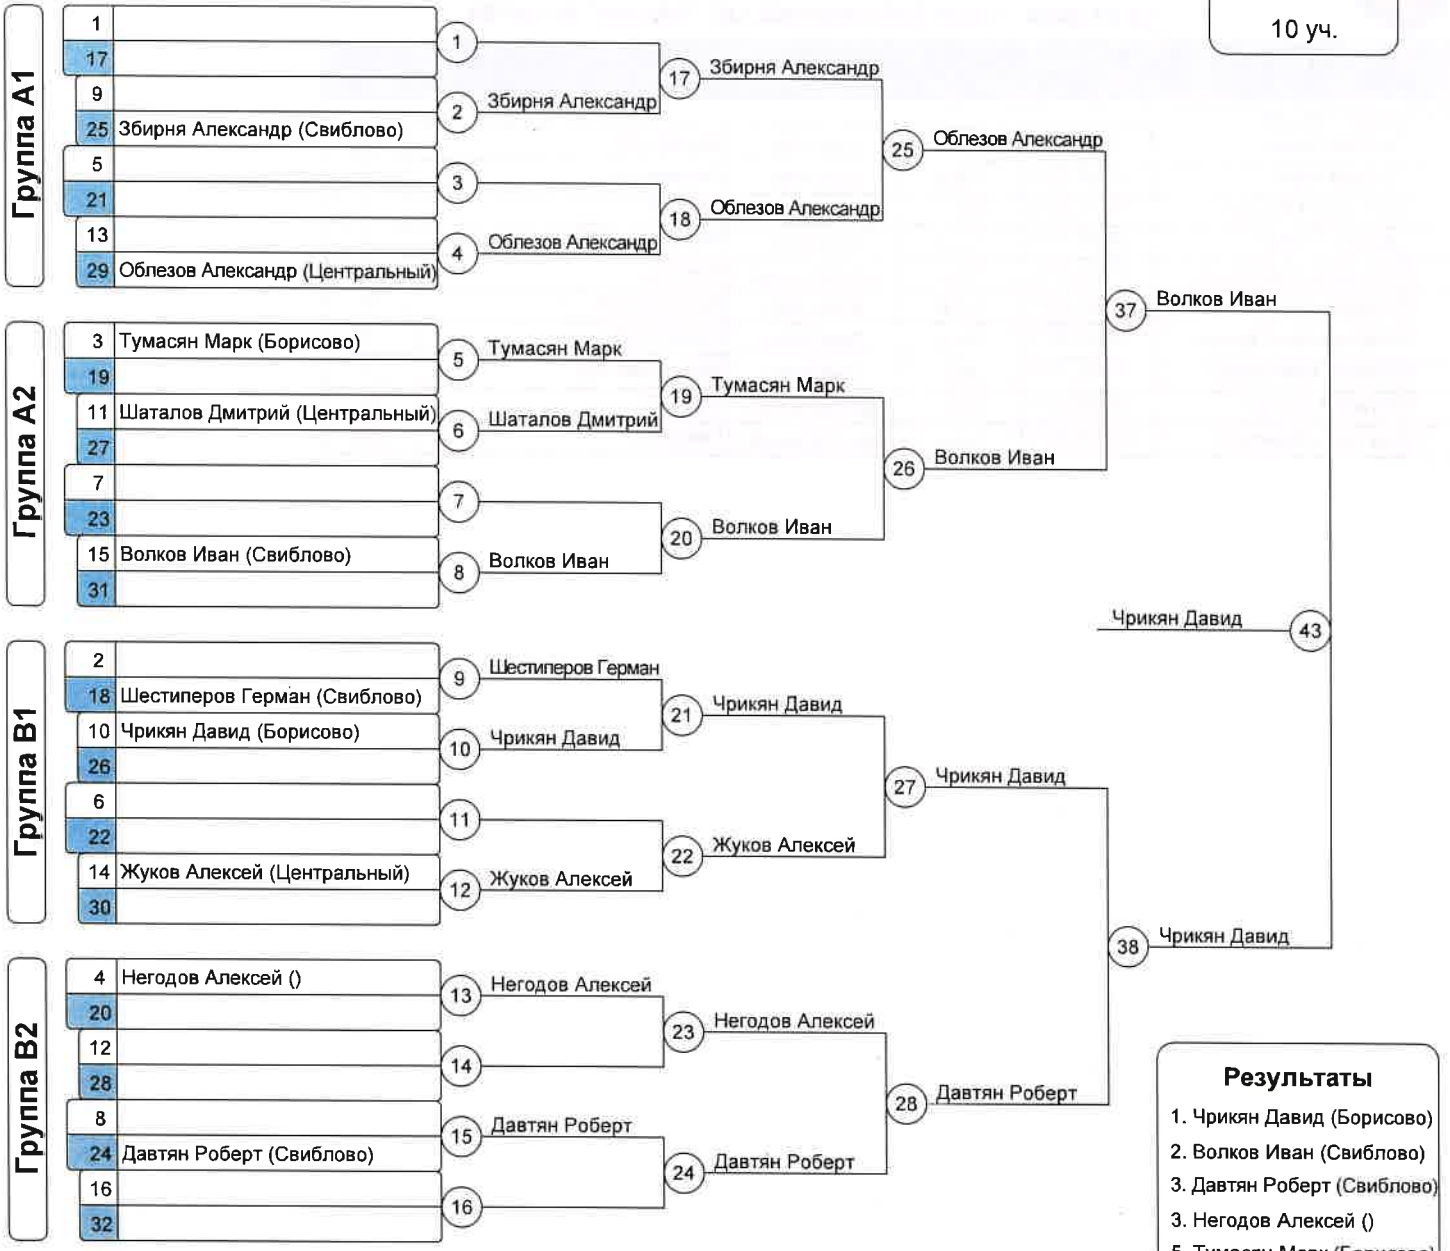 10 уч.
Группа A1
1
17
9
25 Збирня Александр (Свиблово)
5
21
13
29 Облезов Александр (Центральный)
1
2 Збирня Александр
3
4 Облезов Александр
17 Збирня Александр
18 Облезов Александр
25 Облезов Александр
Группа A2
3 Тумасян Марк (Борисово)
19
11 Шаталов Дмитрий (Центральный)
27
7
23
15 Волков Иван (Свиблово)
31
5 Тумасян Марк
6 Шаталов Дмитрий
7
8 Волков Иван
19 Тумасян Марк
20 Волков Иван
26 Волков Иван
37 Волков Иван
Чрикян Давид 43
Группа B1
2
18 Шестиперов Герман (Свиблово)
10 Чрикян Давид (Борисово)
26
6
22
14 Жуков Алексей (Центральный)
30
9 Шестиперов Герман
10 Чрикян Давид
11
12 Жуков Алексей
21 Чрикян Давид
22 Жуков Алексей
27 Чрикян Давид
38 Чрикян Давид
Группа B2
4 Негодов Алексей ()
20
12
28
8
24 Давтян Роберт (Свиблово)
16
32
13 Негодов Алексей
14
15 Давтян Роберт
16
23 Негодов Алексей
24 Давтян Роберт
28 Давтян Роберт
Результаты
1. Чрикян Давид (Борисово)
2. Волков Иван (Свиблово)
3. Давтян Роберт (Свиблово)
3. Негодов Алексей ()
5. Тумасян Марк (Борисово)